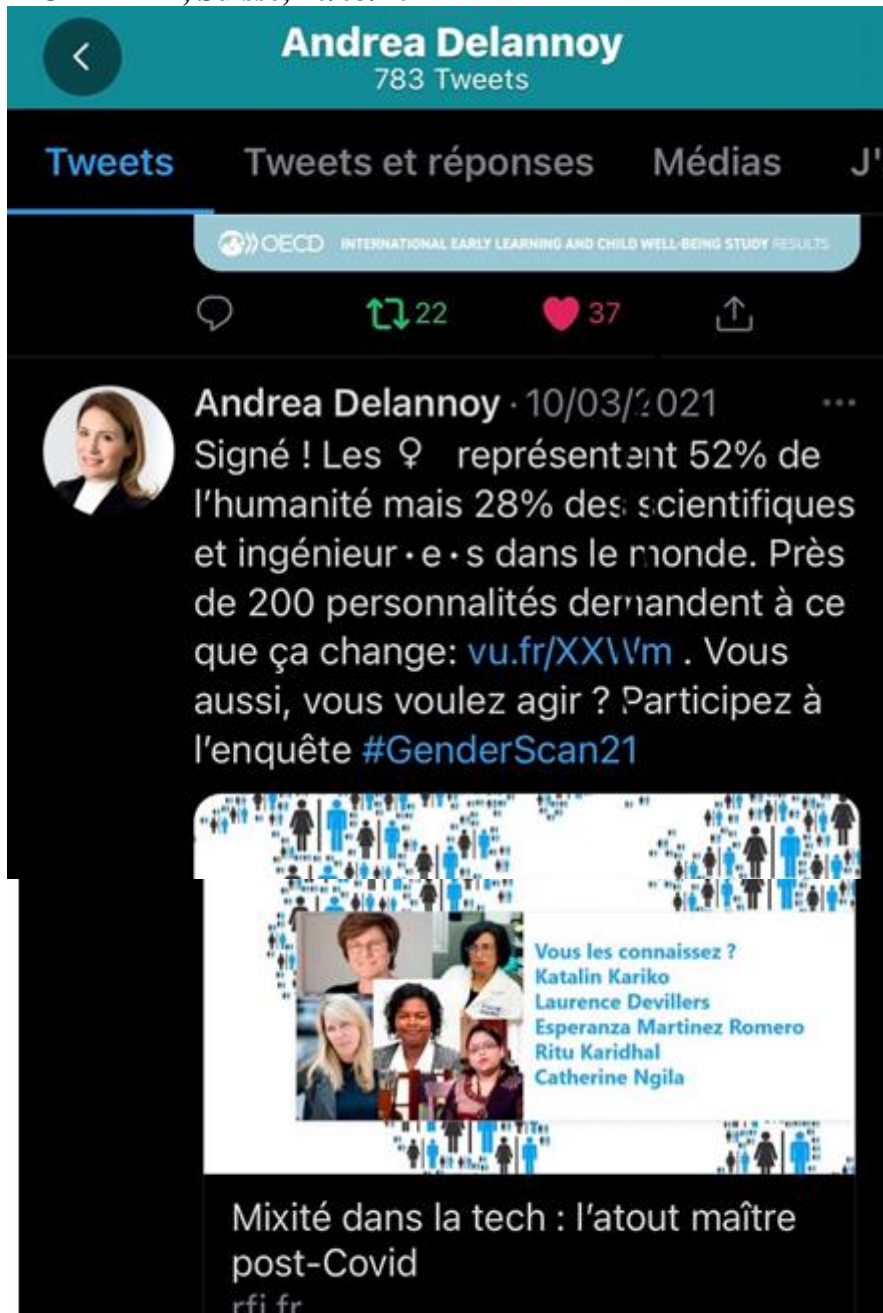 Andrea Delannoy
783 Tweets
Tweets Tweets et réponses Médias J'
OECD INTERNATIONAL EARLY LEARNING AND CHILD WELL-BEING STUDY RESULTS
22 37
Andrea Delannoy · 10/03/2021
Signé ! Les ♀ représentent 52% de
l'humanité mais 28% des scientifiques
et ingénieur·e·s dans le monde. Près
de 200 personnalités demandent à ce
que ça change: vu.fr/XXWm . Vous
aussi, vous voulez agir ? Participez à
l'enquête #GenderScan21
Vous les connaissez ?
Katalin Kariko
Laurence Devillers
Esperanza Martinez Romero
Ritu Karidhal
Catherine Ngila
Mixité dans la tech : l'atout maître
post-Covid
rfi.fr